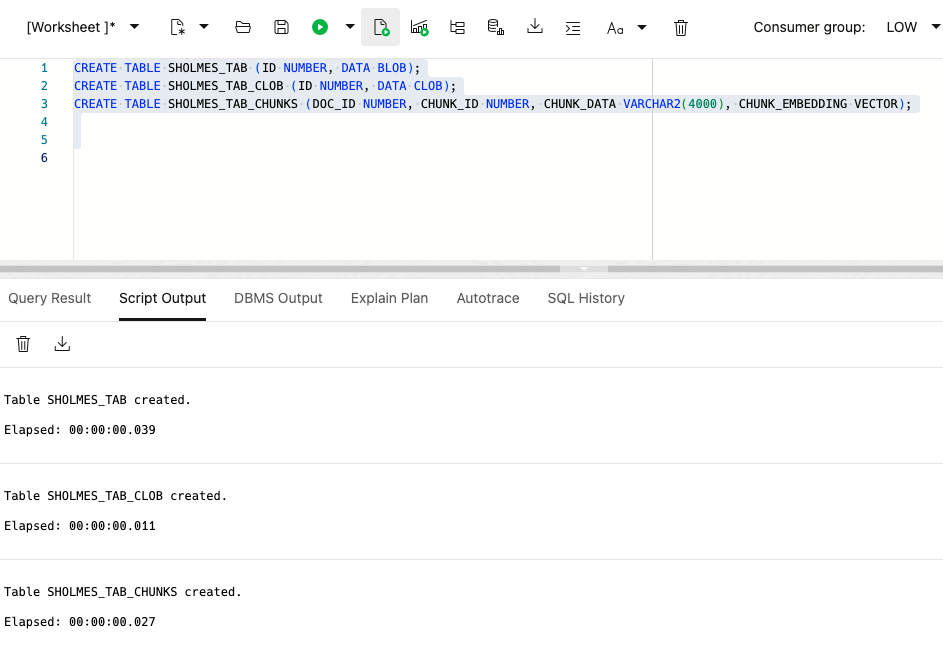 [Worksheet ]* Aa Consumer group: LOW
1 CREATE TABLE SHOLMES_TAB (ID NUMBER, DATA BLOB);
2 CREATE TABLE SHOLMES_TAB_CLOB (ID NUMBER, DATA CLOB);
3 CREATE TABLE SHOLMES_TAB_CHUNKS (DOC_ID NUMBER, CHUNK_ID NUMBER, CHUNK_DATA VARCHAR2(4000), CHUNK_EMBEDDING VECTOR);
4
5
6
Query Result Script Output DBMS Output Explain Plan Autotrace SQL History
Table SHOLMES_TAB created.
Elapsed: 00:00:00.039
Table SHOLMES_TAB_CLOB created.
Elapsed: 00:00:00.011
Table SHOLMES_TAB_CHUNKS created.
Elapsed: 00:00:00.027